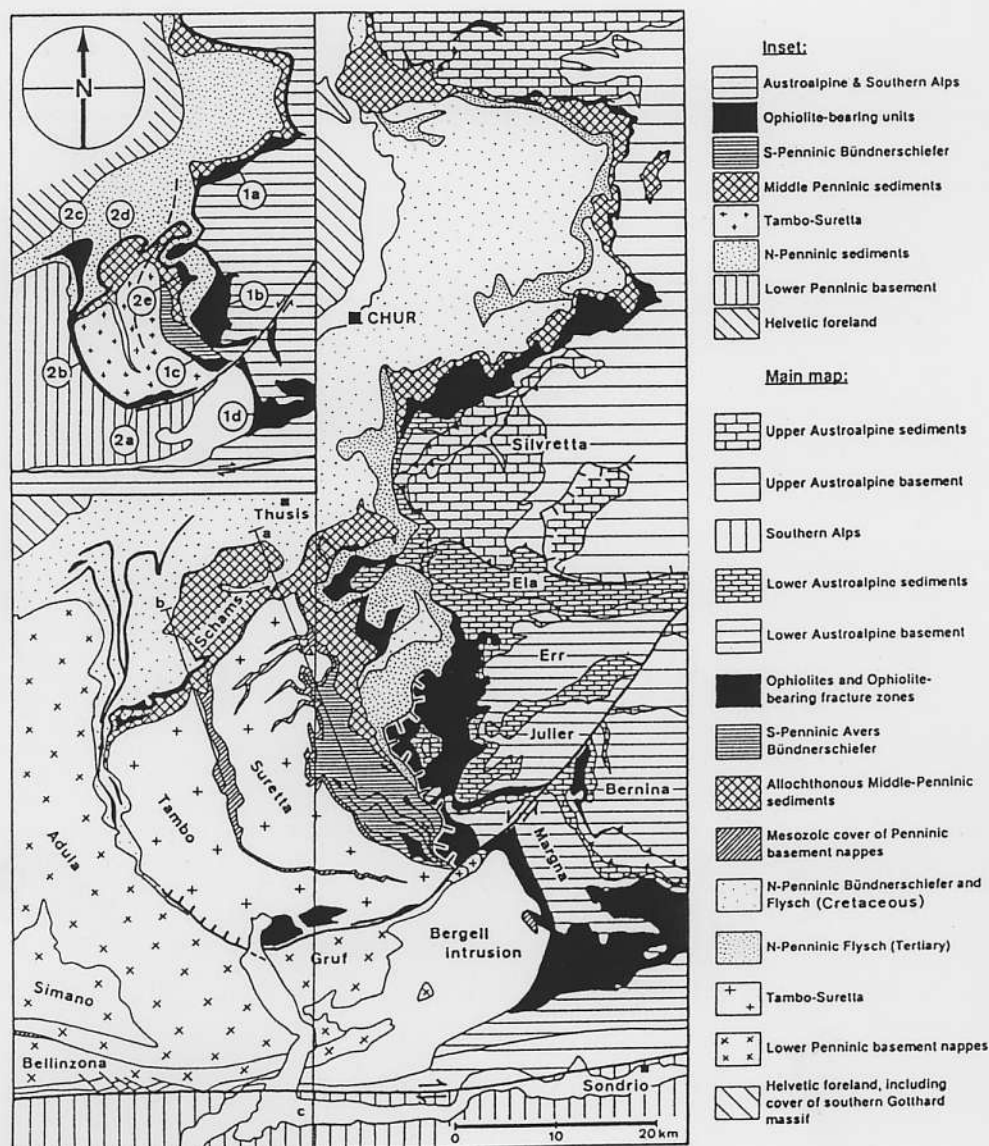 N
2c
2d
1a
2e
1b
2b
1c
1d
2a
CHUR
Silvretta
Thusis
a
Ela
b
Schams
Err
Julier
Suretta
Bernina
Tambo
Margna
Adula
Bergell
intrusion
Gruf
Simano
Bellinzona
Sondrio
c
0 10 20 km
Inset:
Austroalpine & Southern Alps
Ophiolite-bearing units
S-Penninic Bündnerschiefer
Middle Penninic sediments
Tambo-Suretta
N-Penninic sediments
Lower Penninic basement
Helvetic foreland
Main map:
Upper Austroalpine sediments
Upper Austroalpine basement
Southern Alps
Lower Austroalpine sediments
Lower Austroalpine basement
Ophiolites and Ophiolite-
bearing fracture zones
S-Penninic Avers
Bündnerschiefer
Allochthonous Middle-Penninic
sediments
Mesozoic cover of Penninic
basement nappes
N-Penninic Bündnerschiefer and
Flysch (Cretaceous)
N-Penninic Flysch (Tertiary)
Tambo-Suretta
Lower Penninic basement nappes
Helvetic foreland, including
cover of southern Gotthard
massif